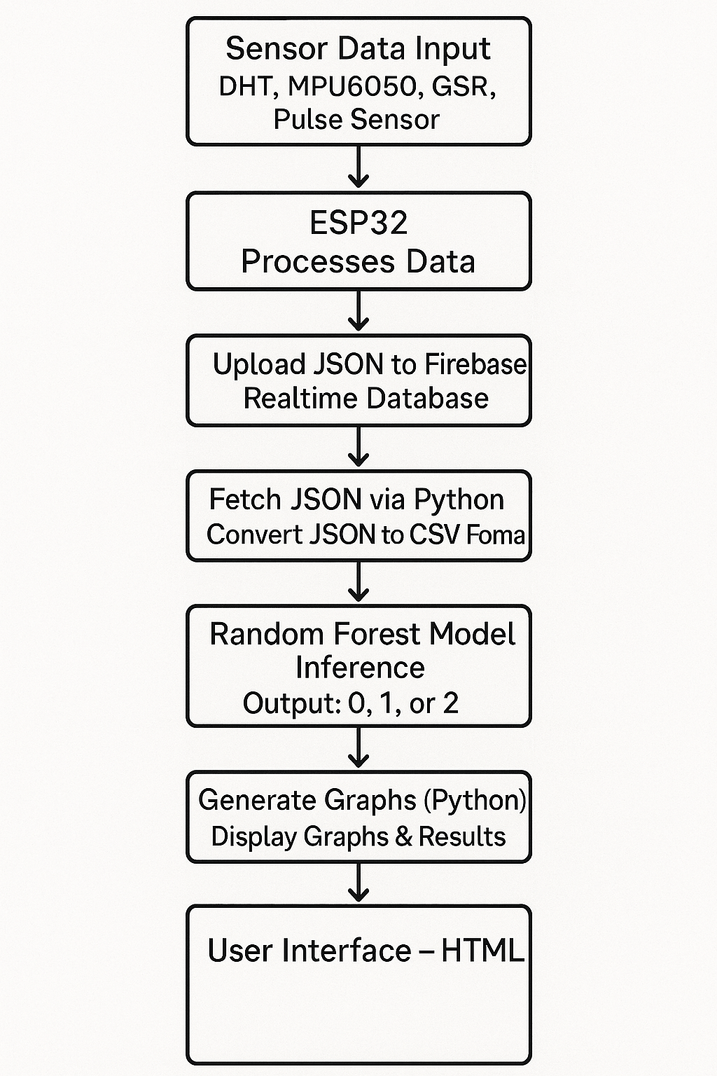 Sensor Data Input
DHT, MPU6050, GSR,
Pulse Sensor
ESP32
Processes Data
Upload JSON to Firebase
Realtime Database
Fetch JSON via Python
Convert JSON to CSV Foma
Random Forest Model
Inference
Output: 0, 1, or 2
Generate Graphs (Python)
Display Graphs & Results
User Interface – HTML